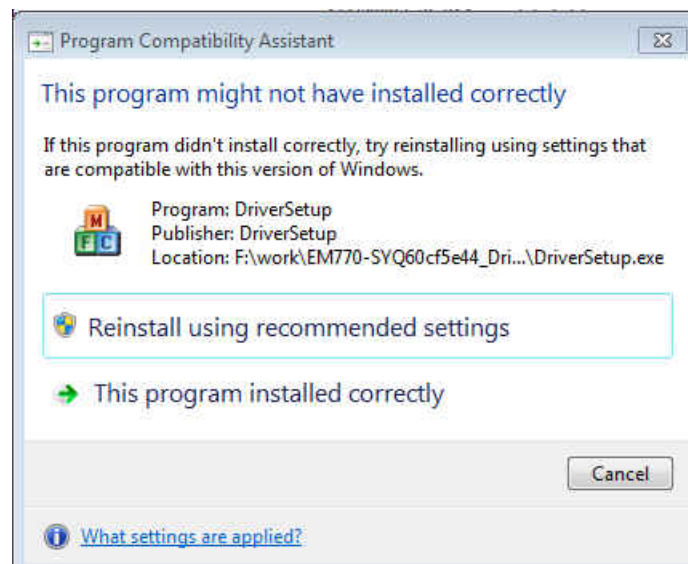 Program Compatibility Assistant
This program might not have installed correctly
If this program didn't install correctly, try reinstalling using settings that
are compatible with this version of Windows.
M
F C
Program: DriverSetup
Publisher: DriverSetup
Location: F:\work\EM770-SYQ60cf5e44_Dri...\DriverSetup.exe
Reinstall using recommended settings
This program installed correctly
Cancel
What settings are applied?